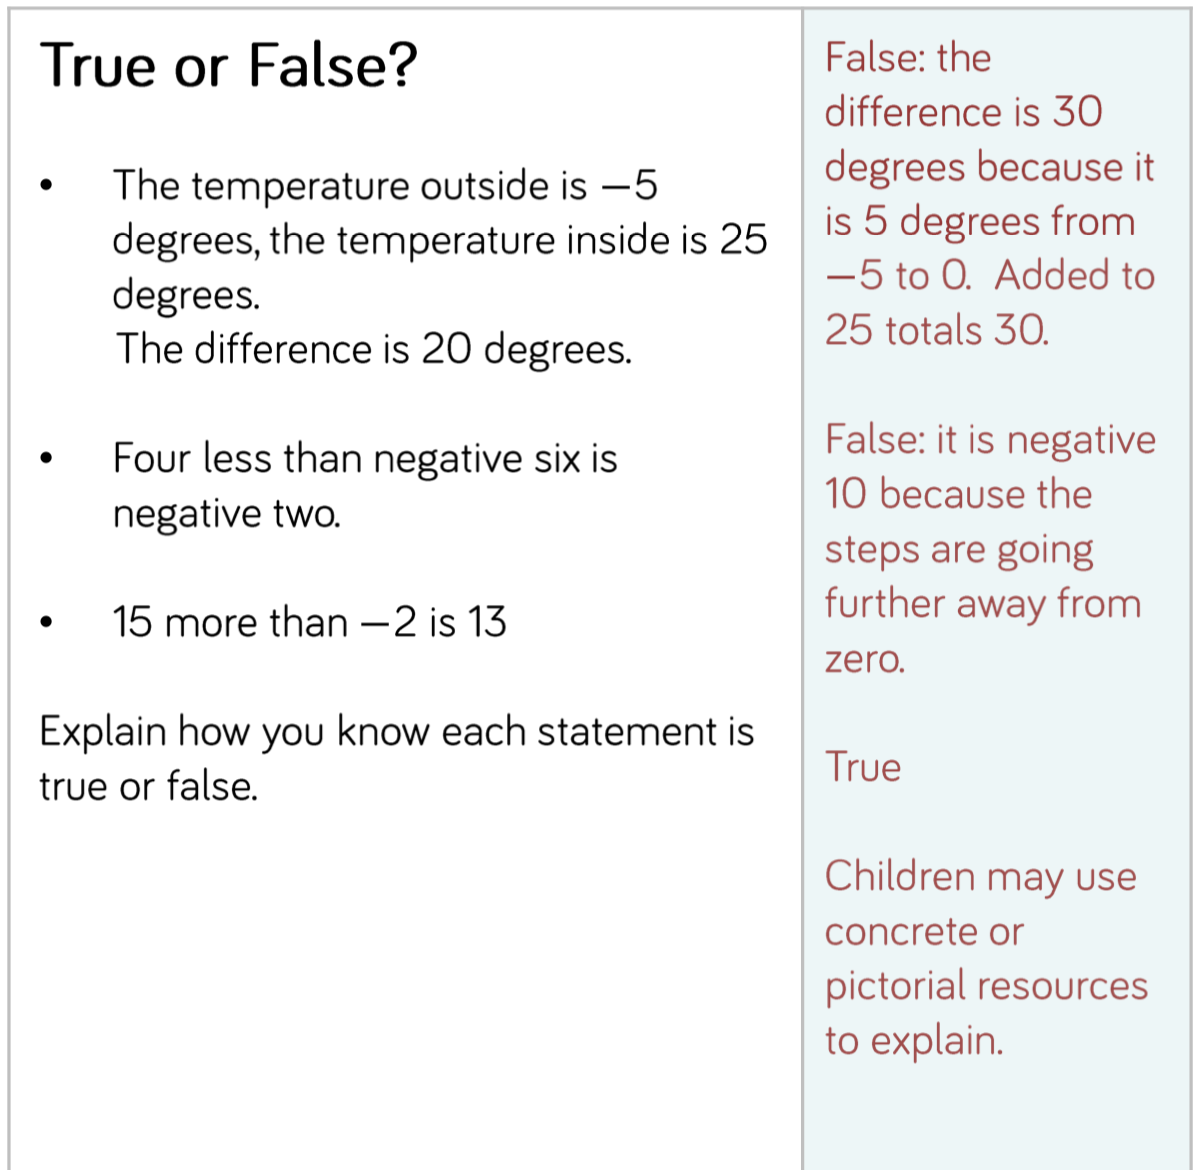 True or False?
• The temperature outside is —5
degrees, the temperature inside is 25
degrees.
The difference is 20 degrees.
• Four less than negative six is
negative two.
• 15 more than —2 is 13
Explain how you know each statement is
true or false.
False: the
difference is 30
degrees because it
is 5 degrees from
—5 to 0.  Added to
25 totals 30.
False: it is negative
10 because the
steps are going
further away from
zero.
True
Children may use
concrete or
pictorial resources
to explain.